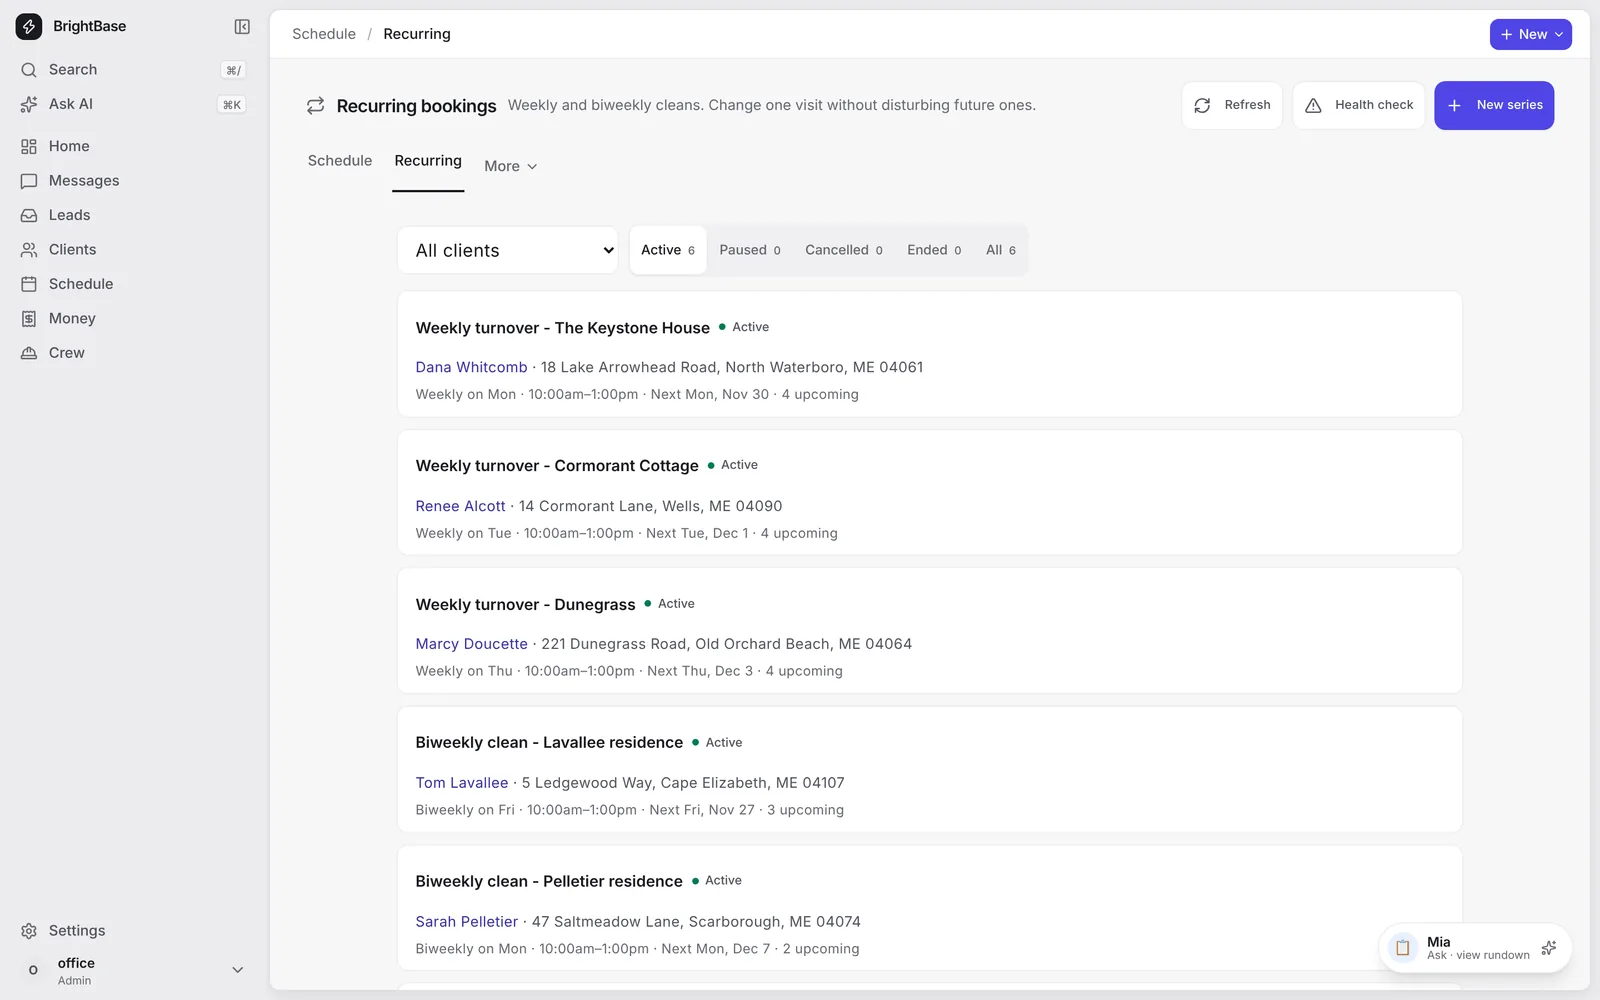 BrightBase
Search ⌘/
Ask AI ⌘K
Home
Messages
Leads
Clients
Schedule
Money
Crew
Settings
O office
Admin
Schedule / Recurring
+ New
Recurring bookings Weekly and biweekly cleans. Change one visit without disturbing future ones.
Refresh
Health check
+ New series
Schedule Recurring More
All clients
Active 6 Paused 0 Cancelled 0 Ended 0 All 6
Weekly turnover - The Keystone House Active
Dana Whitcomb · 18 Lake Arrowhead Road, North Waterboro, ME 04061
Weekly on Mon · 10:00am–1:00pm · Next Mon, Nov 30 · 4 upcoming
Weekly turnover - Cormorant Cottage Active
Renee Alcott · 14 Cormorant Lane, Wells, ME 04090
Weekly on Tue · 10:00am–1:00pm · Next Tue, Dec 1 · 4 upcoming
Weekly turnover - Dunegrass Active
Marcy Doucette · 221 Dunegrass Road, Old Orchard Beach, ME 04064
Weekly on Thu · 10:00am–1:00pm · Next Thu, Dec 3 · 4 upcoming
Biweekly clean - Lavallee residence Active
Tom Lavallee · 5 Ledgewood Way, Cape Elizabeth, ME 04107
Biweekly on Fri · 10:00am–1:00pm · Next Fri, Nov 27 · 3 upcoming
Biweekly clean - Pelletier residence Active
Sarah Pelletier · 47 Saltmeadow Lane, Scarborough, ME 04074
Biweekly on Mon · 10:00am–1:00pm · Next Mon, Dec 7 · 2 upcoming
Mia
Ask · view rundown